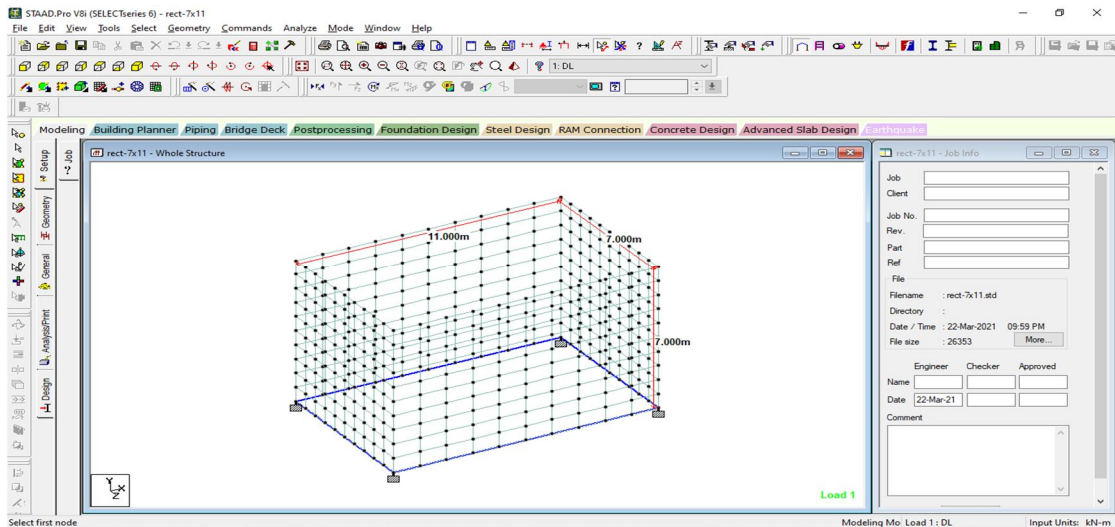 STAAD.Pro V8i (SELECTseries 6) - rect-7x11
File Edit View Tools Select Geometry Commands Analyze Mode Window Help
1: DL
Modeling Building Planner Piping Bridge Deck Postprocessing Foundation Design Steel Design RAM Connection Concrete Design Advanced Slab Design Earthquake
Setup
Geometry
General
Analysis/Print
Design
Job
rect-7x11 - Whole Structure
11.000m
7.000m
7.000m
Y
X
Z
Load 1
rect-7x11 - Job Info
Job
Client
Job No.
Rev.
Part
Ref
File
Filename : rect-7x11.std
Directory :
Date / Time : 22-Mar-2021 09:59 PM
File size : 26353 More...
Engineer Checker Approved
Name
Date 22-Mar-21
Comment
Select first node
Modeling Mo Load 1 : DL Input Units: kN-m